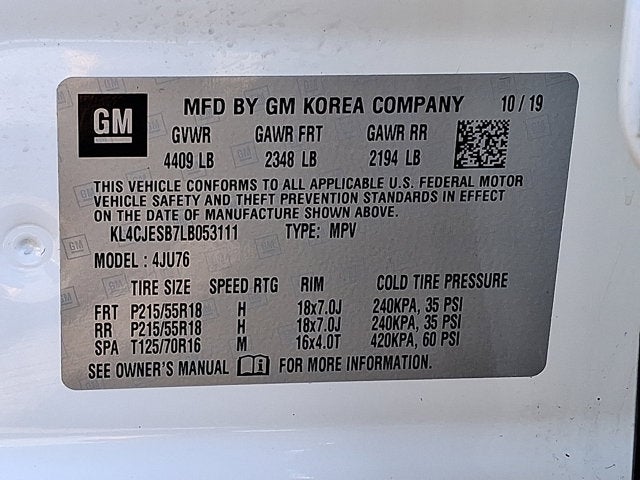 GM MFD BY GM KOREA COMPANY 10 / 19
GVWR GAWR FRT GAWR RR
4409 LB 2348 LB 2194 LB
THIS VEHICLE CONFORMS TO ALL APPLICABLE U.S. FEDERAL MOTOR
VEHICLE SAFETY AND THEFT PREVENTION STANDARDS IN EFFECT
ON THE DATE OF MANUFACTURE SHOWN ABOVE.
KL4CJESB7LB053111 TYPE: MPV
MODEL : 4JU76
TIRE SIZE SPEED RTG RIM COLD TIRE PRESSURE
FRT P215/55R18 H 18x7.0J 240KPA, 35 PSI
RR P215/55R18 H 18x7.0J 240KPA, 35 PSI
SPA T125/70R16 M 16x4.0T 420KPA, 60 PSI
SEE OWNER'S MANUAL FOR MORE INFORMATION.